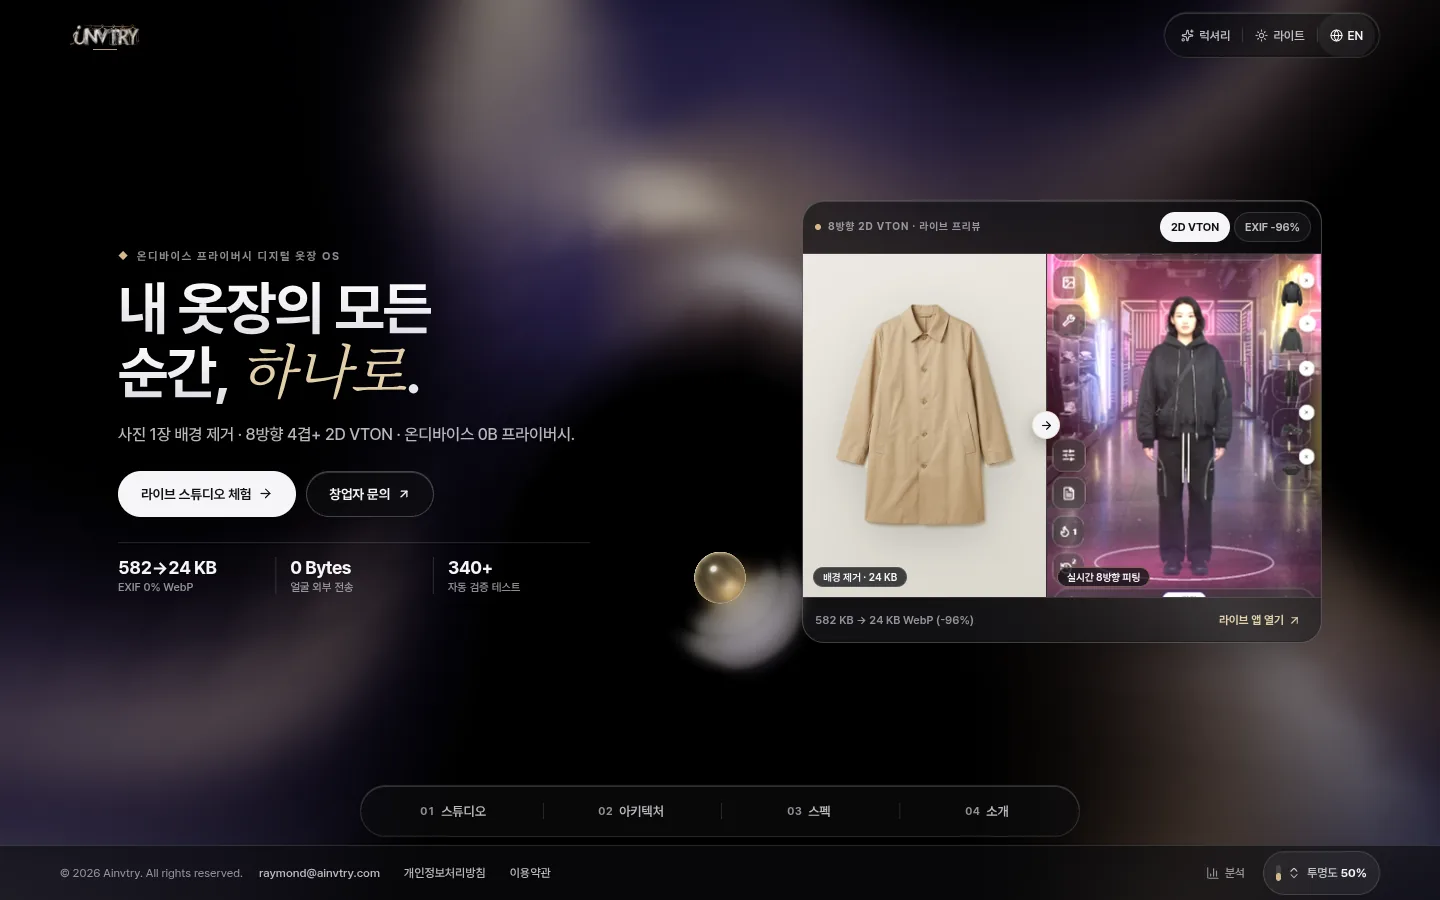 iNVTRY
럭셔리
라이트
EN
8방향 2D VTON · 라이브 프리뷰
2D VTON
EXIF -96%
온디바이스 프라이버시 디지털 옷장 OS
내 옷장의 모든
순간, 하나로.
사진 1장 배경 제거 · 8방향 4겹+ 2D VTON · 온디바이스 0B 프라이버시.
라이브 스튜디오 체험
창업자 문의
582→24 KB
EXIF 0% WebP
0 Bytes
얼굴 외부 전송
340+
자동 검증 테스트
1
배경 제거 · 24 KB
실시간 8방향 피팅
582 KB → 24 KB WebP (-96%)
라이브 앱 열기
01 스튜디오
02 아키텍처
03 스펙
04 소개
© 2026 Ainvtry. All rights reserved.
raymond@ainvtry.com
개인정보처리방침
이용약관
분석
투명도 50%